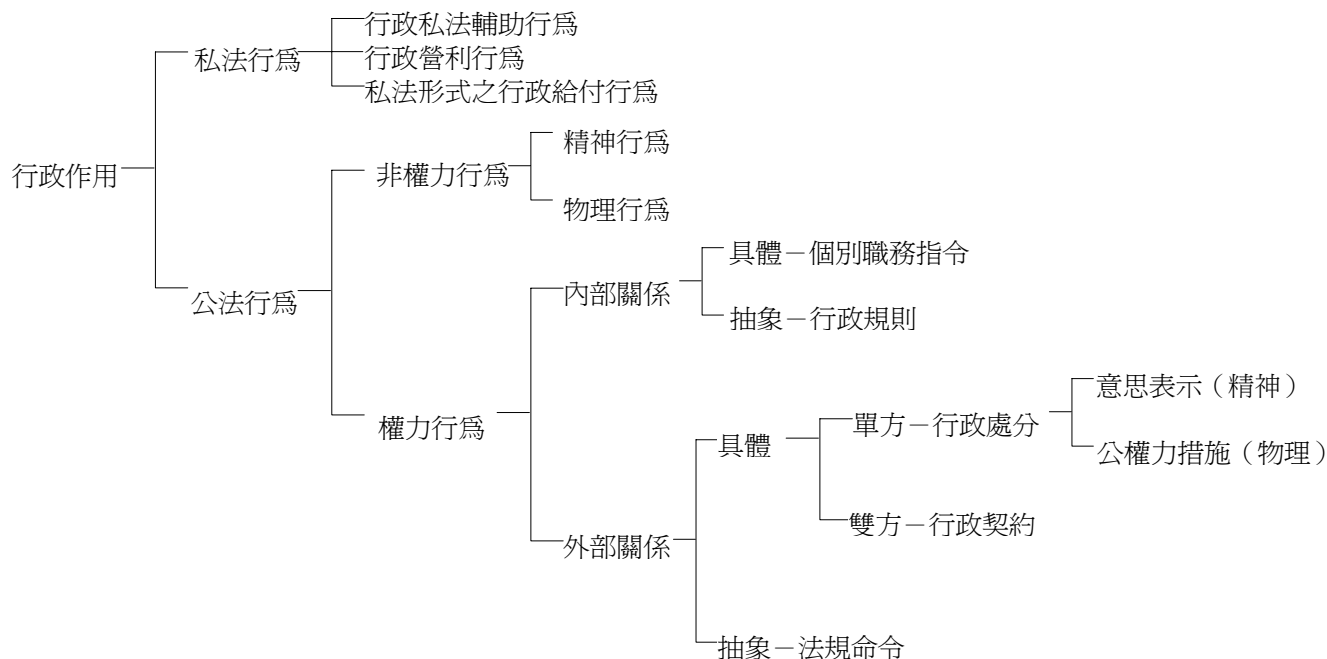 行政私法輔助行爲
私法行爲
行政營利行爲
私法形式之行政給付行爲
精神行爲
行政作用
非權力行爲
物理行爲
具體－個別職務指令
公法行爲
內部關係
抽象－行政規則
意思表示（精神）
權力行爲
單方－行政處分
具體
公權力措施（物理）
雙方－行政契約
外部關係
抽象－法規命令